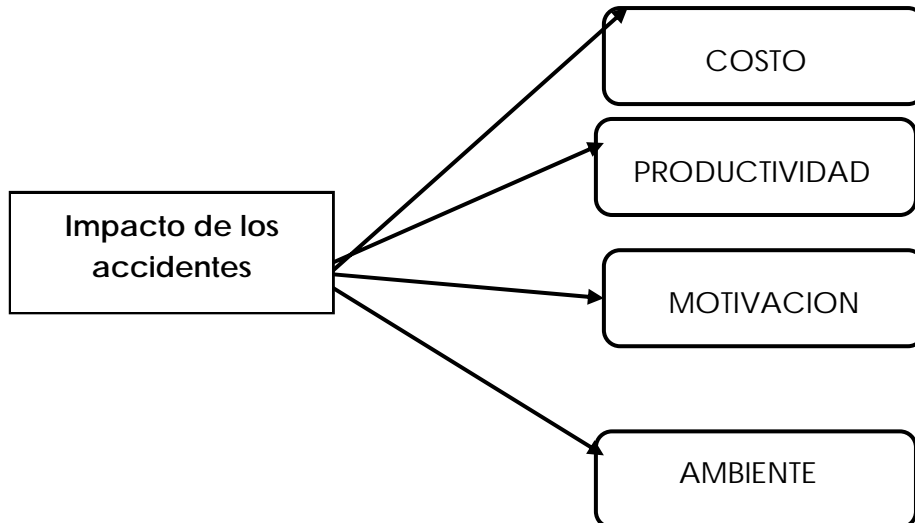 COSTO
PRODUCTIVIDAD
Impacto de los
accidentes
MOTIVACION
AMBIENTE